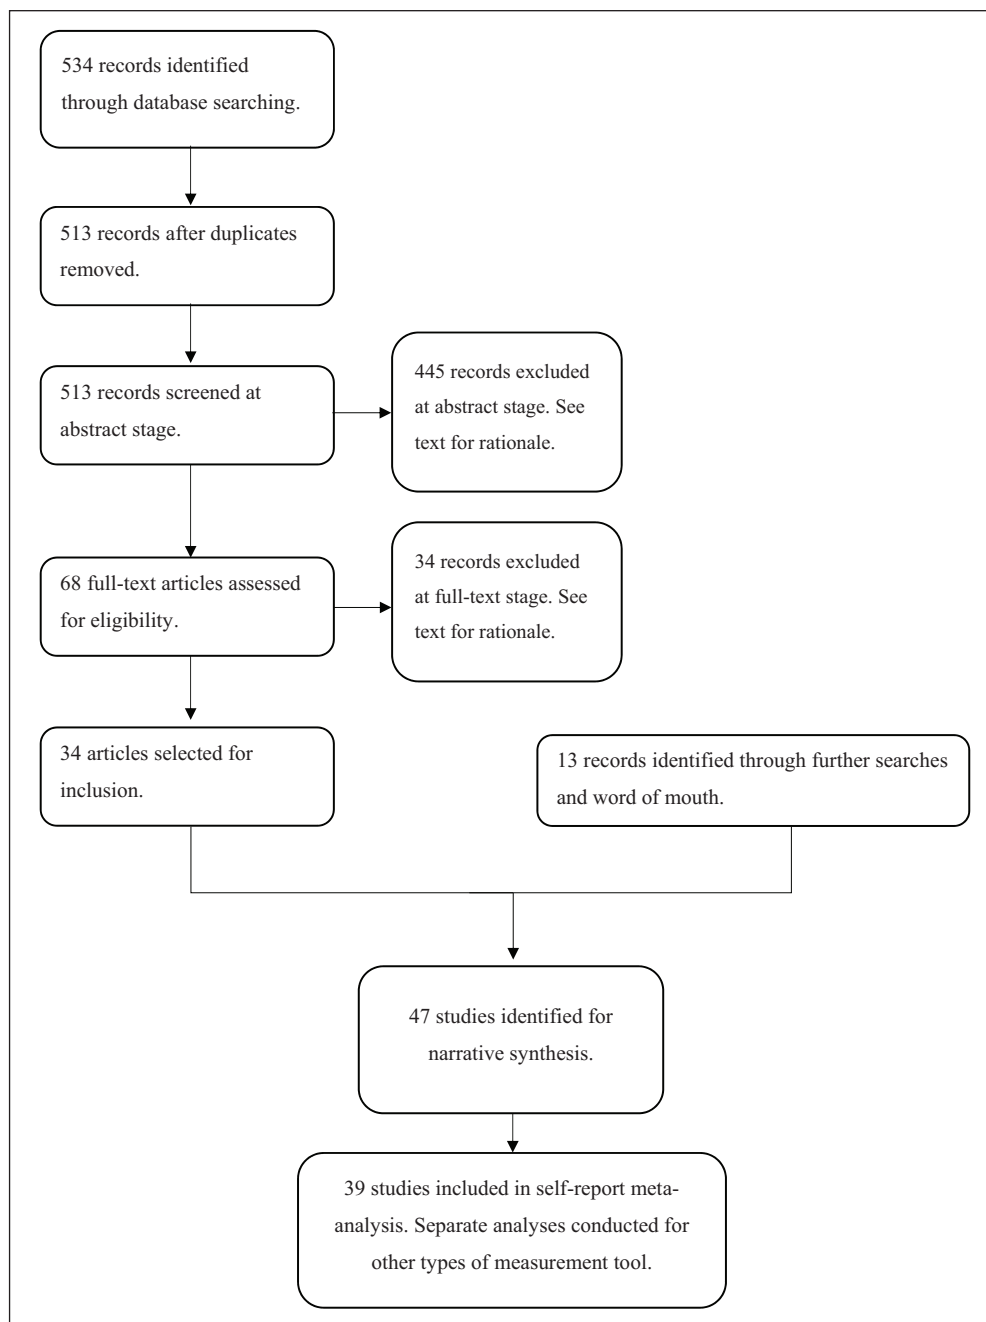 534 records identified
through database searching.
513 records after duplicates
removed.
513 records screened at
abstract stage.
445 records excluded
at abstract stage. See
text for rationale.
68 full-text articles assessed
for eligibility.
34 records excluded
at full-text stage. See
text for rationale.
34 articles selected for
inclusion.
13 records identified through further searches
and word of mouth.
47 studies identified for
narrative synthesis.
39 studies included in self-report meta-
analysis. Separate analyses conducted for
other types of measurement tool.